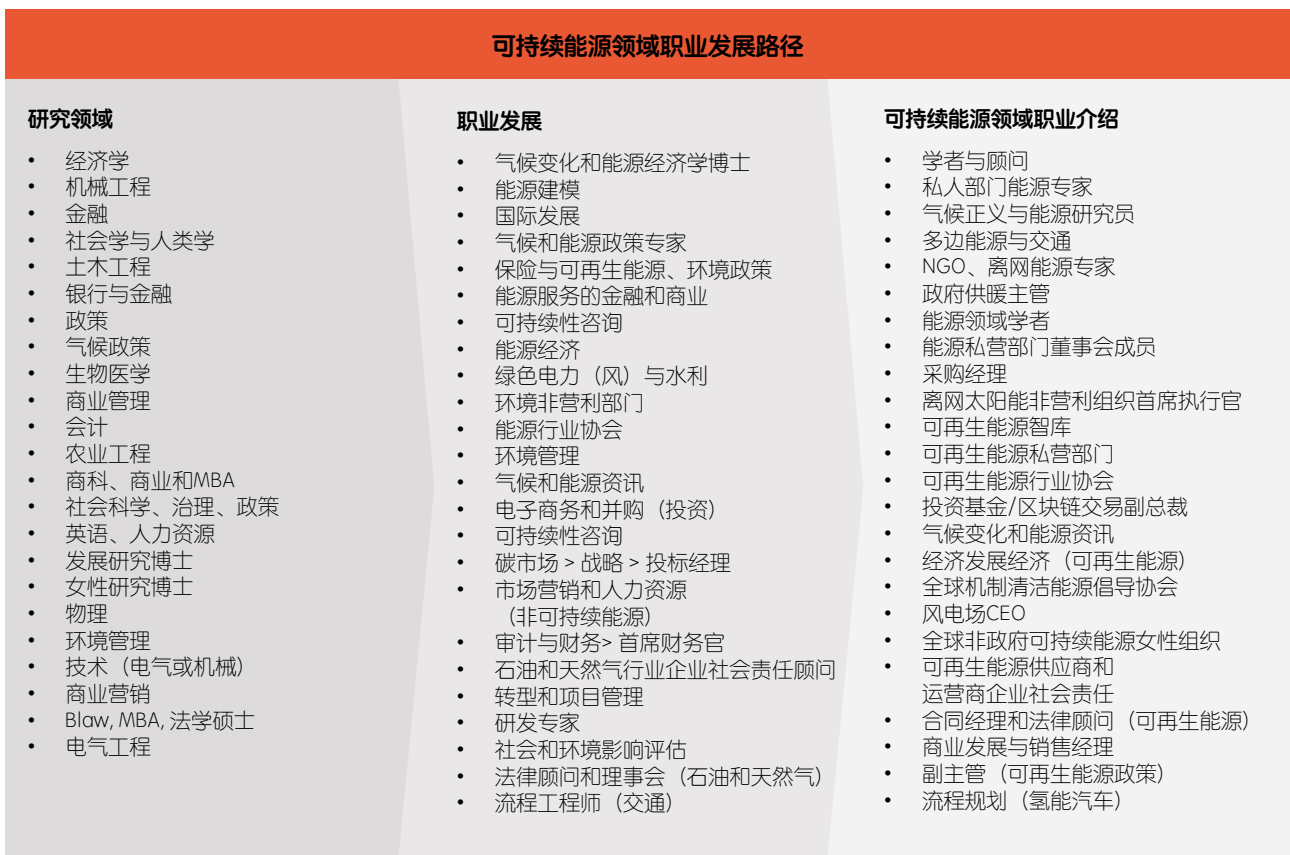 可持续能源领域职业发展路径
研究领域
• 经济学
• 机械工程
• 金融
• 社会学与人类学
• 土木工程
• 银行与金融
• 政策
• 气候政策
• 生物医学
• 商业管理
• 会计
• 农业工程
• 商科、商业和MBA
• 社会科学、治理、政策
• 英语、人力资源
• 发展研究博士
• 女性研究博士
• 物理
• 环境管理
• 技术（电气或机械）
• 商业营销
• Blaw, MBA, 法学硕士
• 电气工程
职业发展
• 气候变化和能源经济学博士
• 能源建模
• 国际发展
• 气候和能源政策专家
• 保险与可再生能源、环境政策
• 能源服务的金融和商业
• 可持续性咨询
• 能源经济
• 绿色电力（风）与水利
• 环境非营利部门
• 能源行业协会
• 环境管理
• 气候和能源资讯
• 电子商务和并购（投资）
• 可持续性咨询
• 碳市场 > 战略 > 投标经理
• 市场营销和人力资源
（非可持续能源）
• 审计与财务> 首席财务官
• 石油和天然气行业企业社会责任顾问
• 转型和项目管理
• 研发专家
• 社会和环境影响评估
• 法律顾问和理事会（石油和天然气）
• 流程工程师（交通）
可持续能源领域职业介绍
• 学者与顾问
• 私人部门能源专家
• 气候正义与能源研究员
• 多边能源与交通
• NGO、离网能源专家
• 政府供暖主管
• 能源领域学者
• 能源私营部门董事会成员
• 采购经理
• 离网太阳能非营利组织首席执行官
• 可再生能源智库
• 可再生能源私营部门
• 可再生能源行业协会
• 投资基金/区块链交易副总裁
• 气候变化和能源资讯
• 经济发展经济（可再生能源）
• 全球机制清洁能源倡导协会
• 风电场CEO
• 全球非政府可持续能源女性组织
• 可再生能源供应商和
运营商企业社会责任
• 合同经理和法律顾问（可再生能源）
• 商业发展与销售经理
• 副主管（可再生能源政策）
• 流程规划（氢能汽车）